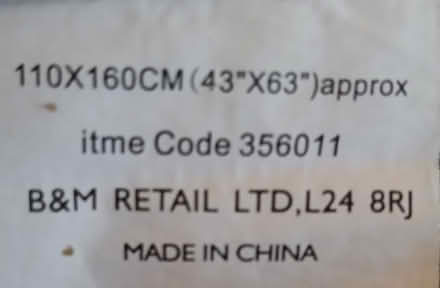 110X160CM(43"X63")approx
itme Code 356011
B&M RETAIL LTD,L24 8RJ
MADE IN CHINA